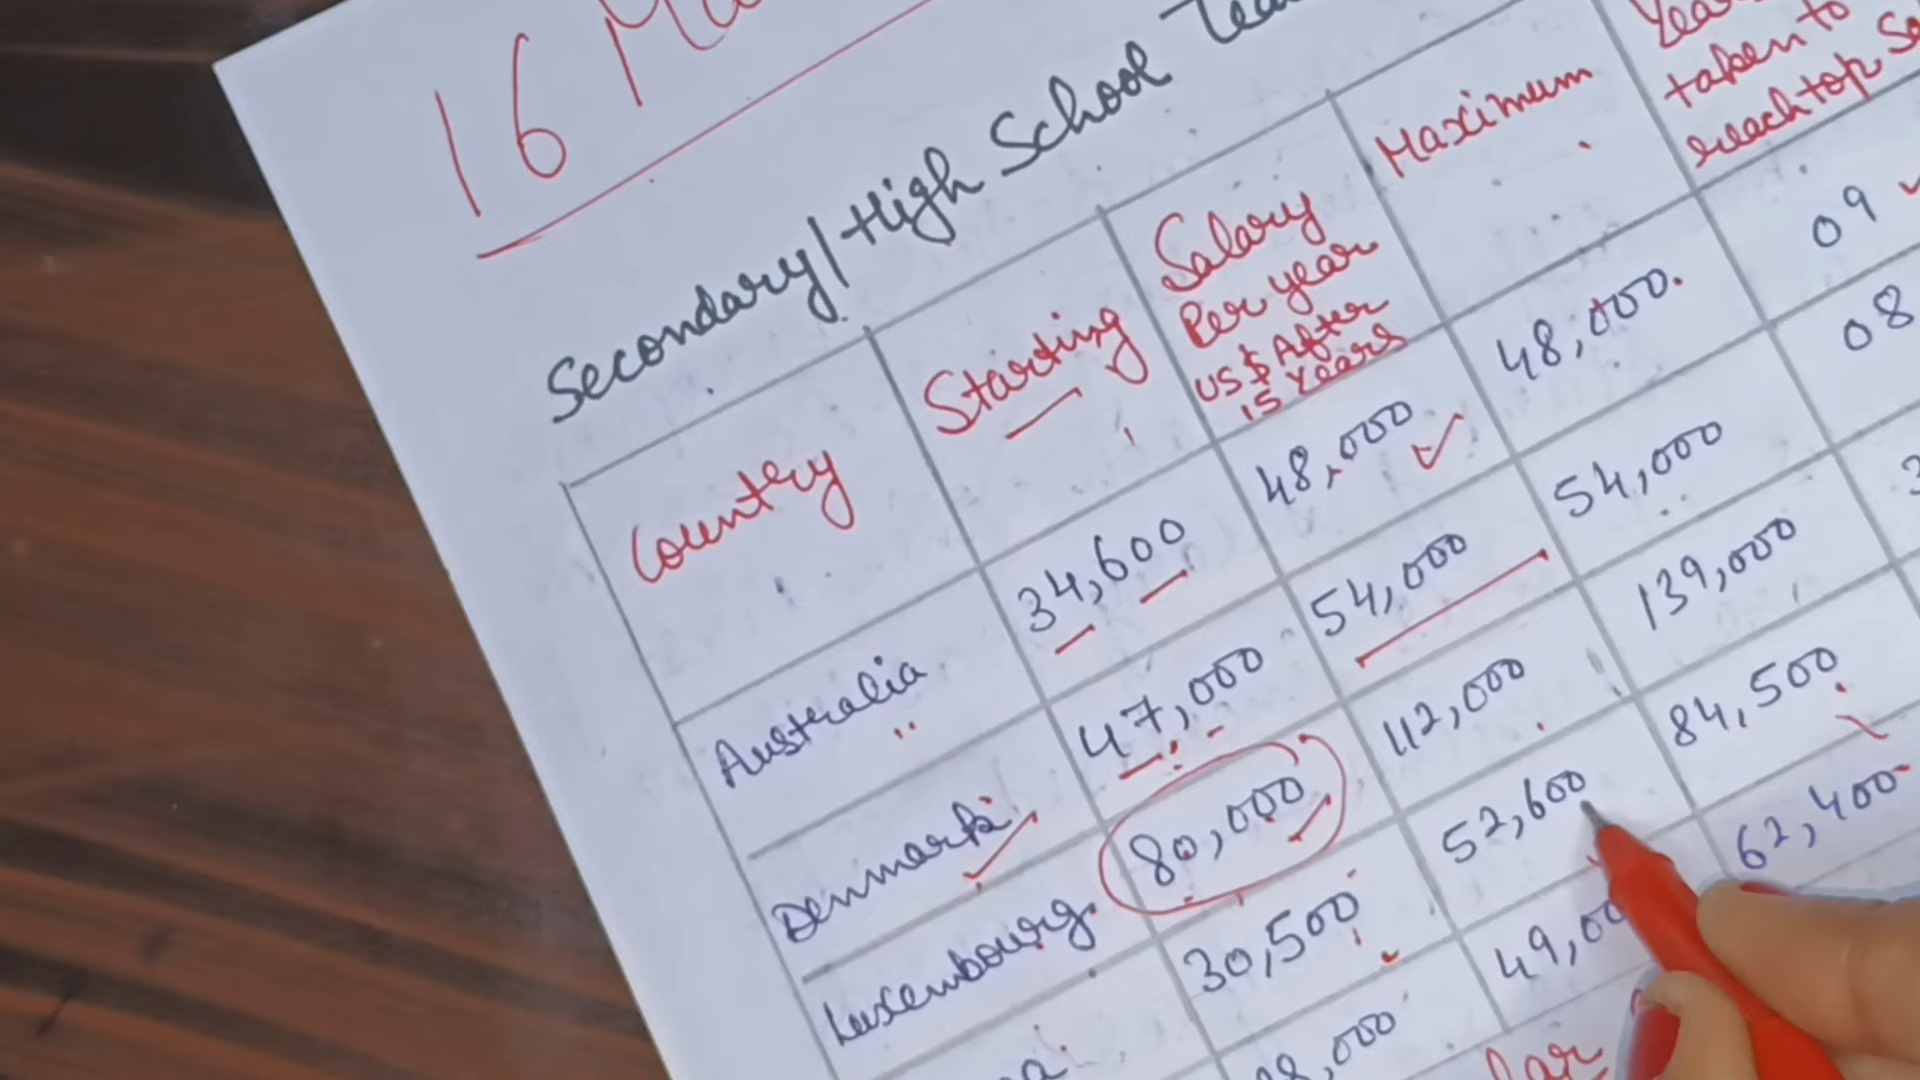 16
Secondary/High School
Country
Starting
Salary
Per year
US $ After
15 Years
Maximum
taken to
reach top
Australia
34,600
48,000
48,000
09
Denmark
47,000
54,000
54,000
08
Luxembourg
80,000
112,000
139,000
30,500
52,600
84,500
62,400